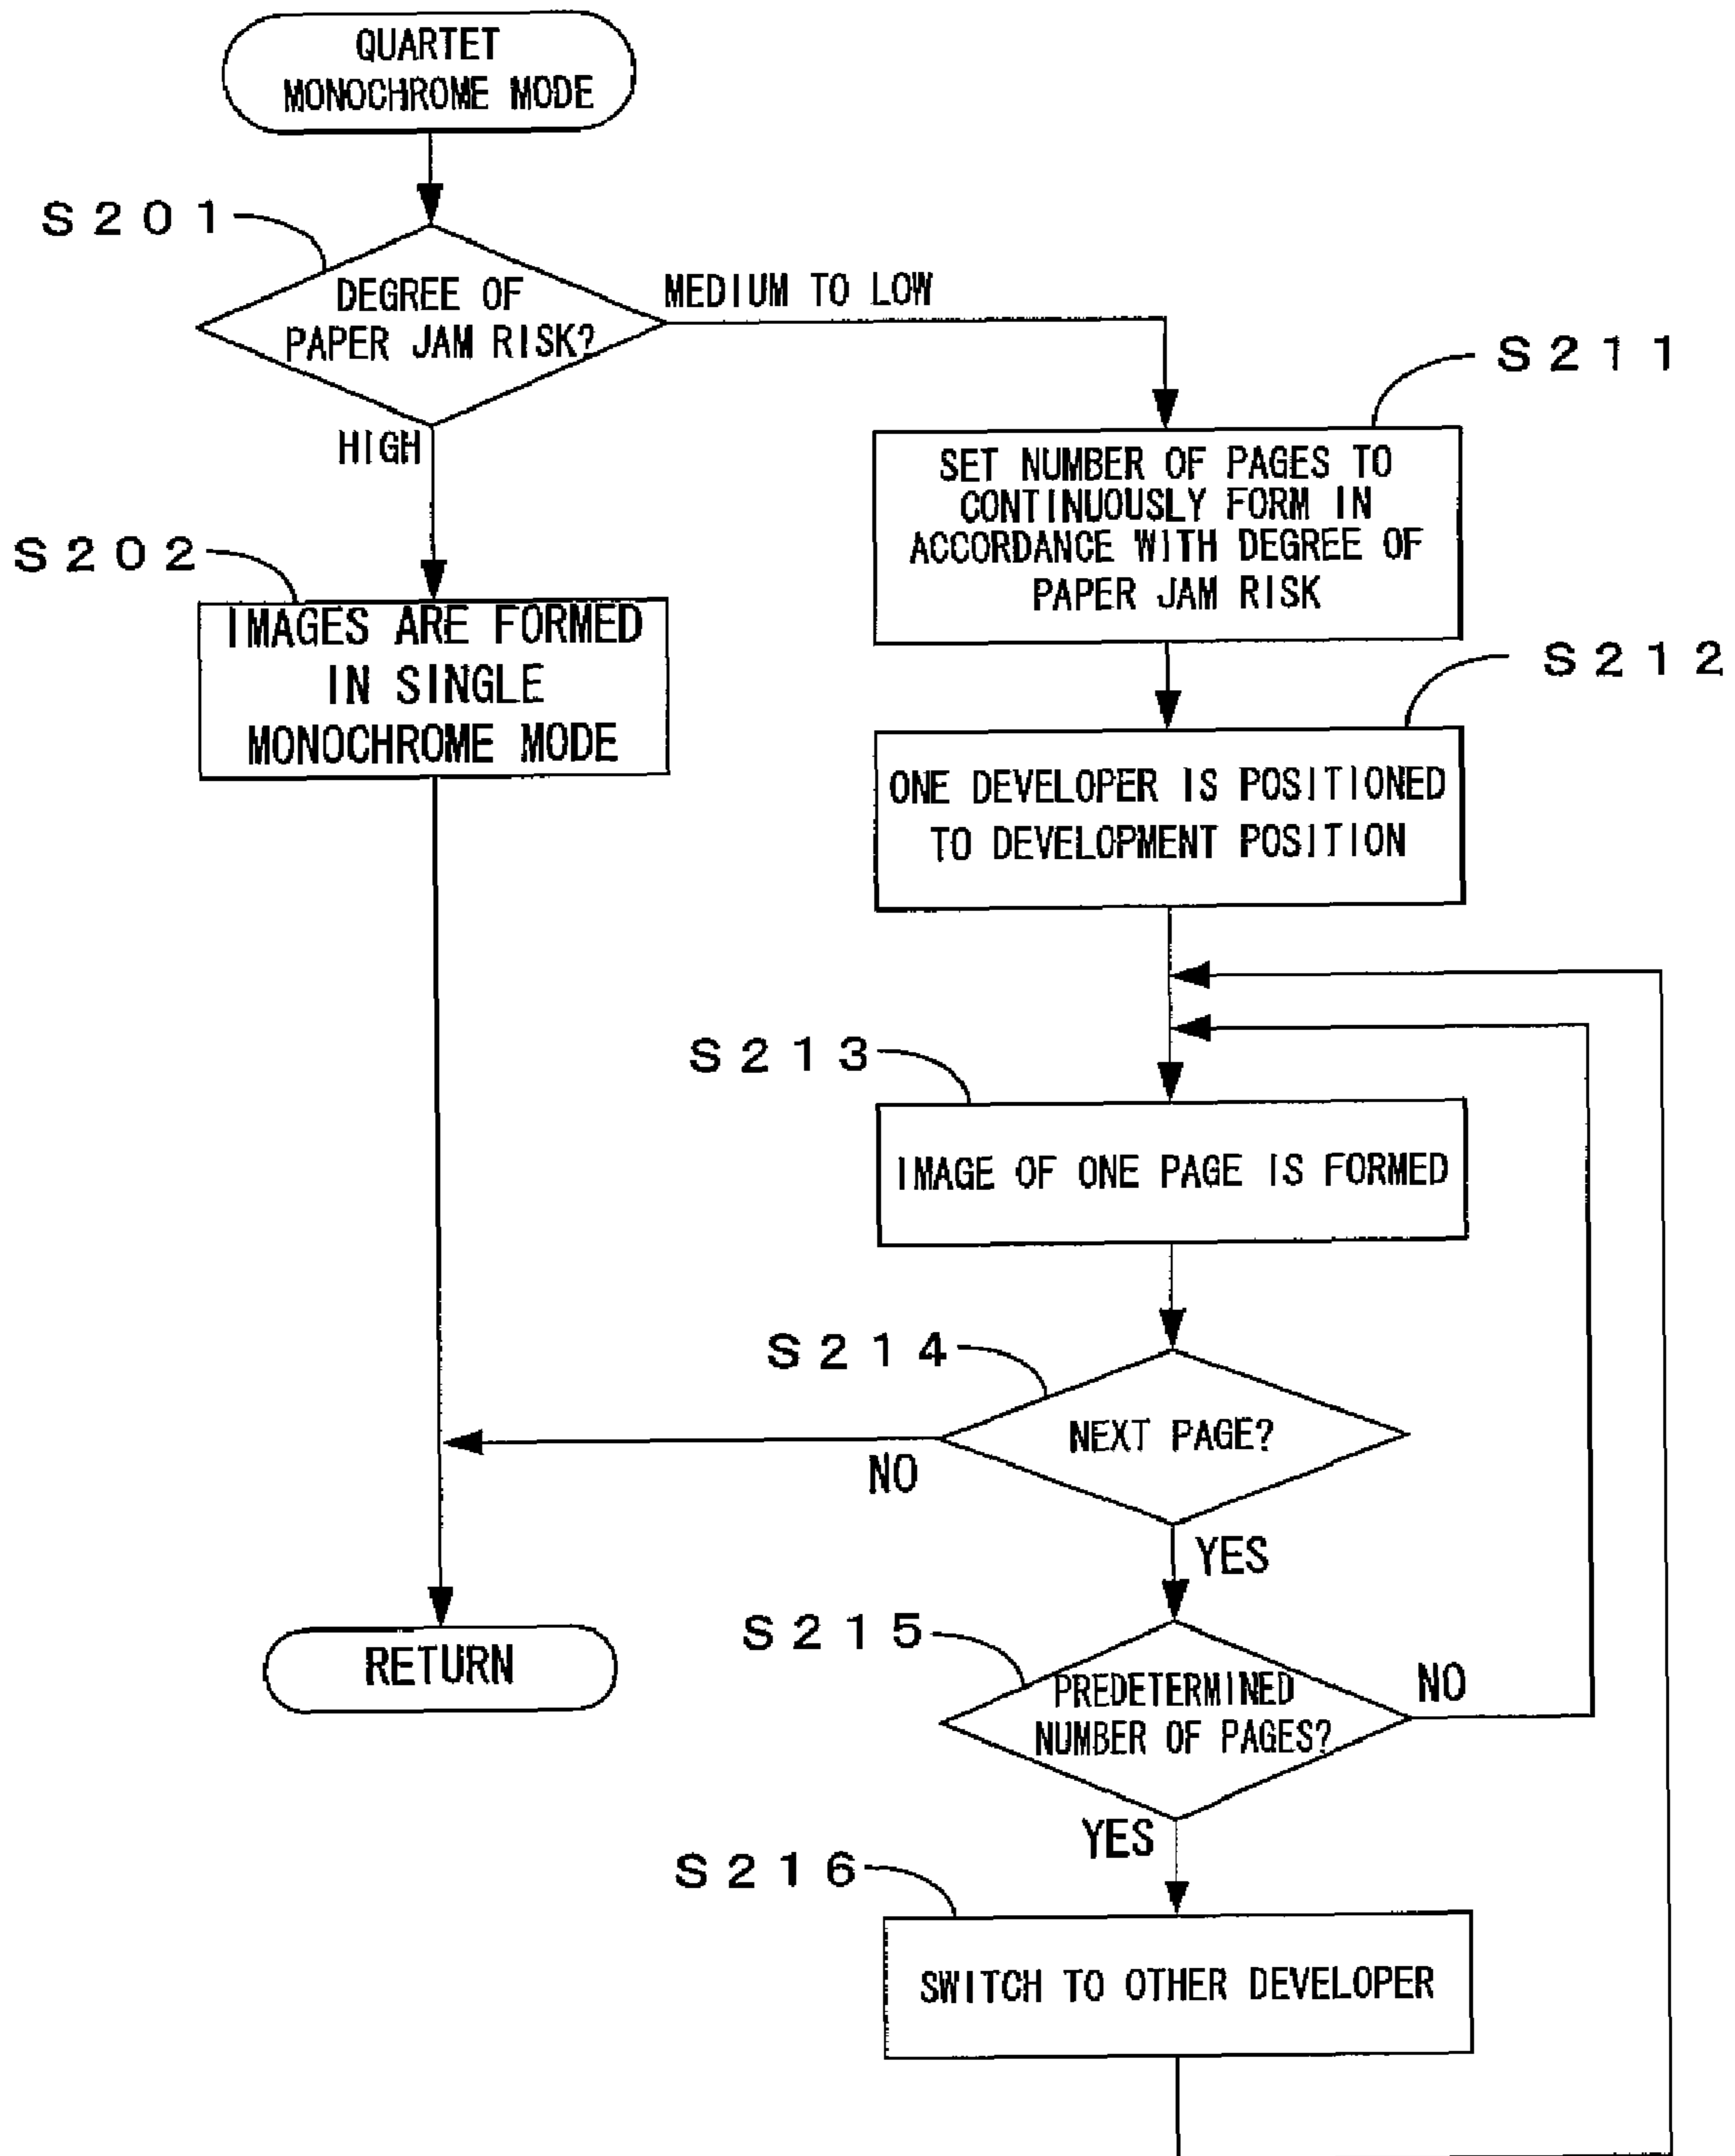 QUARTET
MONOCHROME MODE
S201
DEGREE OF
PAPER JAM RISK?
MEDIUM TO LOW
HIGH
S211
SET NUMBER OF PAGES TO
CONTINUOUSLY FORM IN
ACCORDANCE WITH DEGREE OF
PAPER JAM RISK
S202
IMAGES ARE FORMED
IN SINGLE
MONOCHROME MODE
S212
ONE DEVELOPER IS POSITIONED
TO DEVELOPMENT POSITION
S213
IMAGE OF ONE PAGE IS FORMED
S214
NEXT PAGE?
NO
YES
S215
PREDETERMINED
NUMBER OF PAGES?
NO
YES
RETURN
S216
SWITCH TO OTHER DEVELOPER